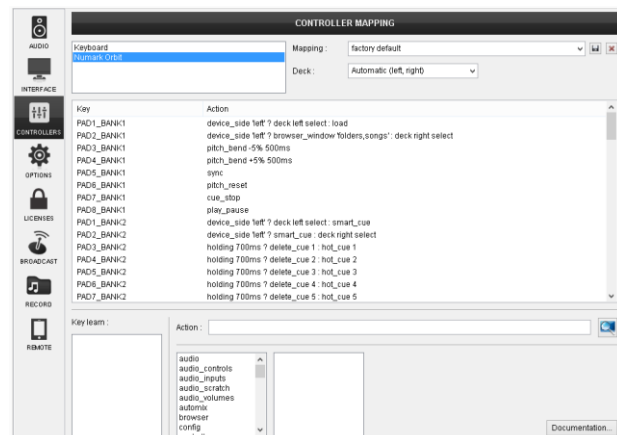 CONTROLLER MAPPING
AUDIO
INTERFACE
CONTROLLERS
OPTIONS
LICENSES
BROADCAST
RECORD
REMOTE
Keyboard
Numark Orbit
Mapping : factory default
Deck : Automatic (left, right)
Key Action
PAD1_BANK1 device_side 'left' ? deck left select : load
PAD2_BANK1 device_side 'left' ? browser_window 'folders,songs' : deck right select
PAD3_BANK1 pitch_bend -5% 500ms
PAD4_BANK1 pitch_bend +5% 500ms
PAD5_BANK1 sync
PAD6_BANK1 pitch_reset
PAD7_BANK1 cue_stop
PAD8_BANK1 play_pause
PAD1_BANK2 device_side 'left' ? deck left select : smart_cue
PAD2_BANK2 device_side 'left' ? smart_cue : deck right select
PAD3_BANK2 holding 700ms ? delete_cue 1 : hot_cue 1
PAD4_BANK2 holding 700ms ? delete_cue 2 : hot_cue 2
PAD5_BANK2 holding 700ms ? delete_cue 3 : hot_cue 3
PAD6_BANK2 holding 700ms ? delete_cue 4 : hot_cue 4
PAD7_BANK2 holding 700ms ? delete_cue 5 : hot_cue 5
Key learn :
Action :
audio
audio_controls
audio_inputs
audio_scratch
audio_volumes
automix
browser
config
Documentation...